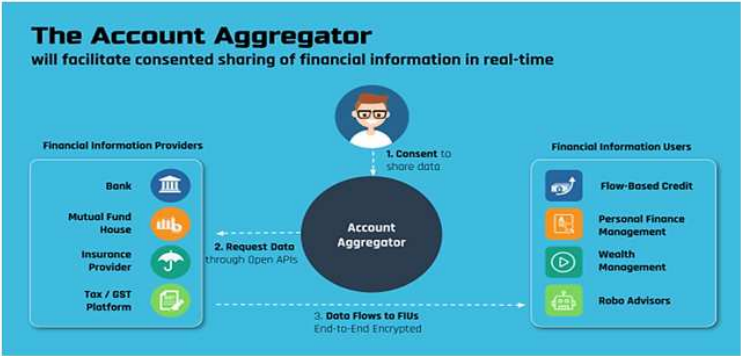 The Account Aggregator
will facilitate consented sharing of financial information in real-time
Financial Information Providers
Bank
Mutual Fund
House
Insurance
Provider
Tax / GST
Platform
1. Consent to
share data
Account
Aggregator
2. Request Data
through Open APIs
3. Data Flows to FIUs
End-to-End Encrypted
Financial Information Users
Flow-Based Credit
Personal Finance
Management
Wealth
Management
Robo Advisors